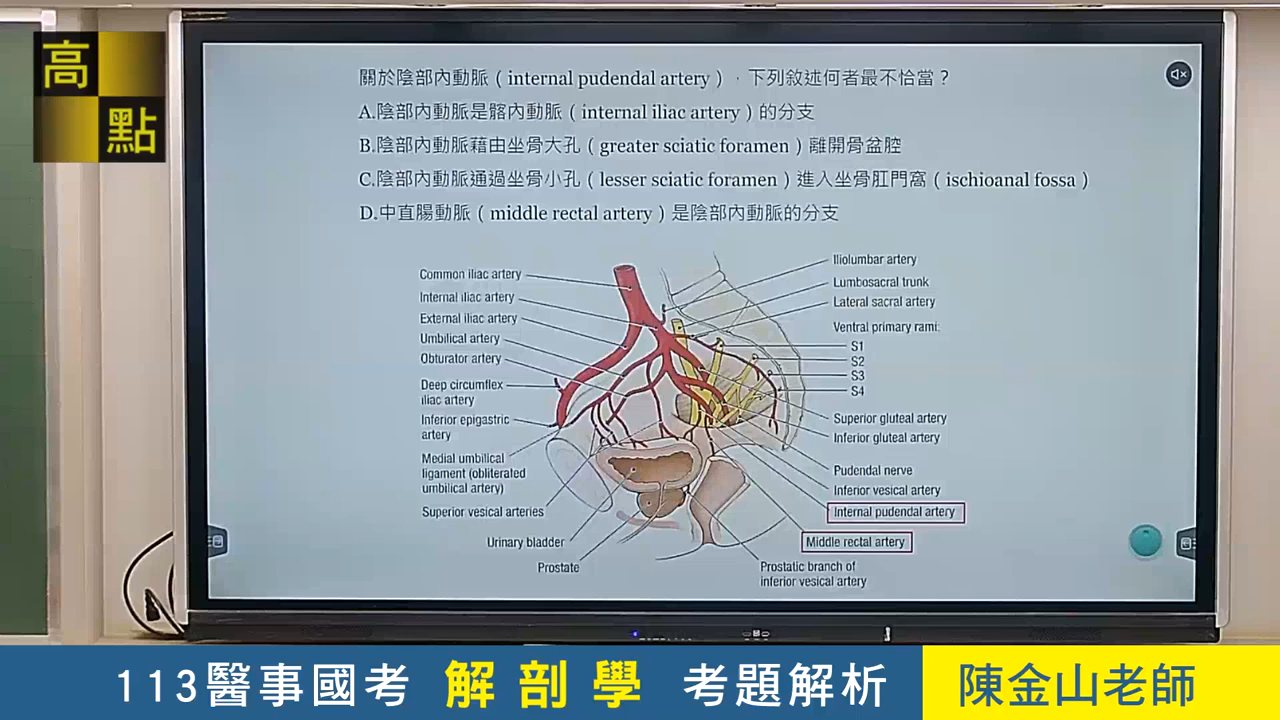 高
點
關於陰部內動脈（internal pudendal artery），下列敘述何者最不恰當？
A.陰部內動脈是髂內動脈（internal iliac artery）的分支
B.陰部內動脈藉由坐骨大孔（greater sciatic foramen）離開骨盆腔
C.陰部內動脈通過坐骨小孔（lesser sciatic foramen）進入坐骨肛門窩（ischioanal fossa）
D.中直腸動脈（middle rectal artery）是陰部內動脈的分支
Common iliac artery
Internal iliac artery
External iliac artery
Umbilical artery
Obturator artery
Deep circumflex
iliac artery
Inferior epigastric
artery
Medial umbilical
ligament (obliterated
umbilical artery)
Superior vesical arteries
Urinary bladder
Prostate
Iliolumbar artery
Lumbosacral trunk
Lateral sacral artery
Ventral primary rami:
S1
S2
S3
S4
Superior gluteal artery
Inferior gluteal artery
Pudendal nerve
Inferior vesical artery
Internal pudendal artery
Middle rectal artery
Prostatic branch of
inferior vesical artery
113醫事國考 解剖學 考題解析 陳金山老師